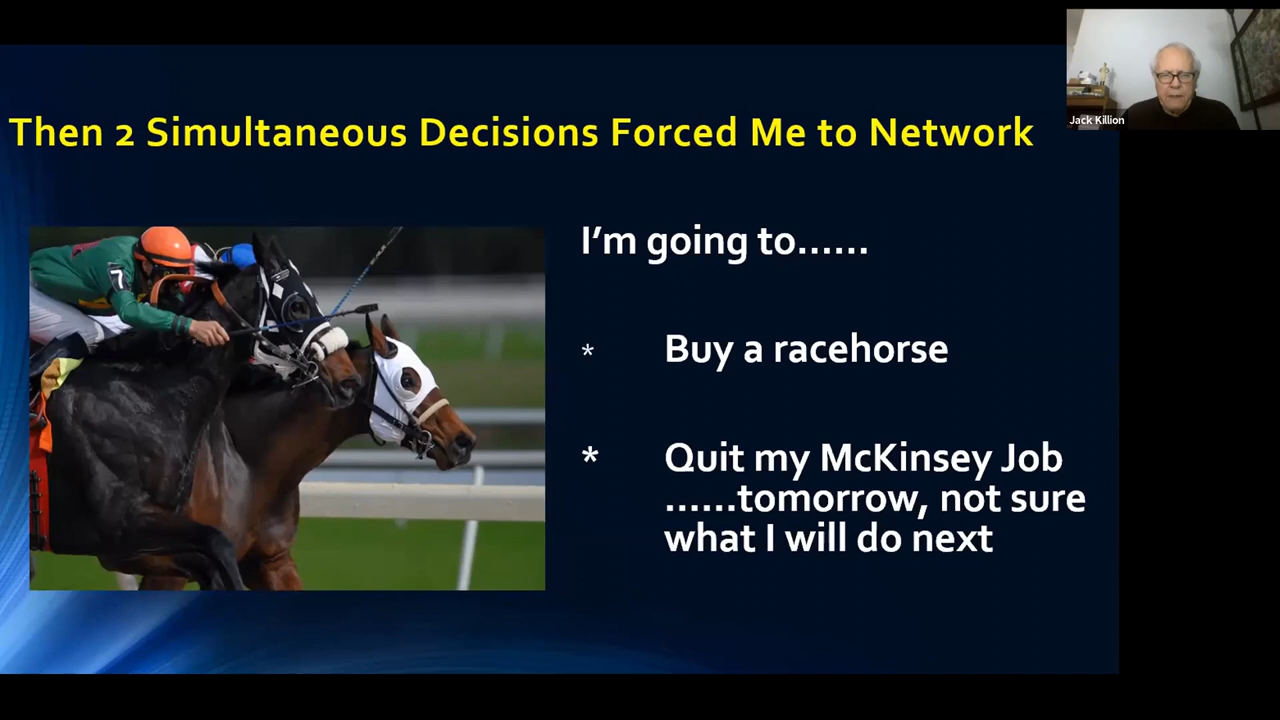 Jack Killion
Then 2 Simultaneous Decisions Forced Me to Network
I’m going to......
* Buy a racehorse
* Quit my McKinsey Job
......tomorrow, not sure
what I will do next
7